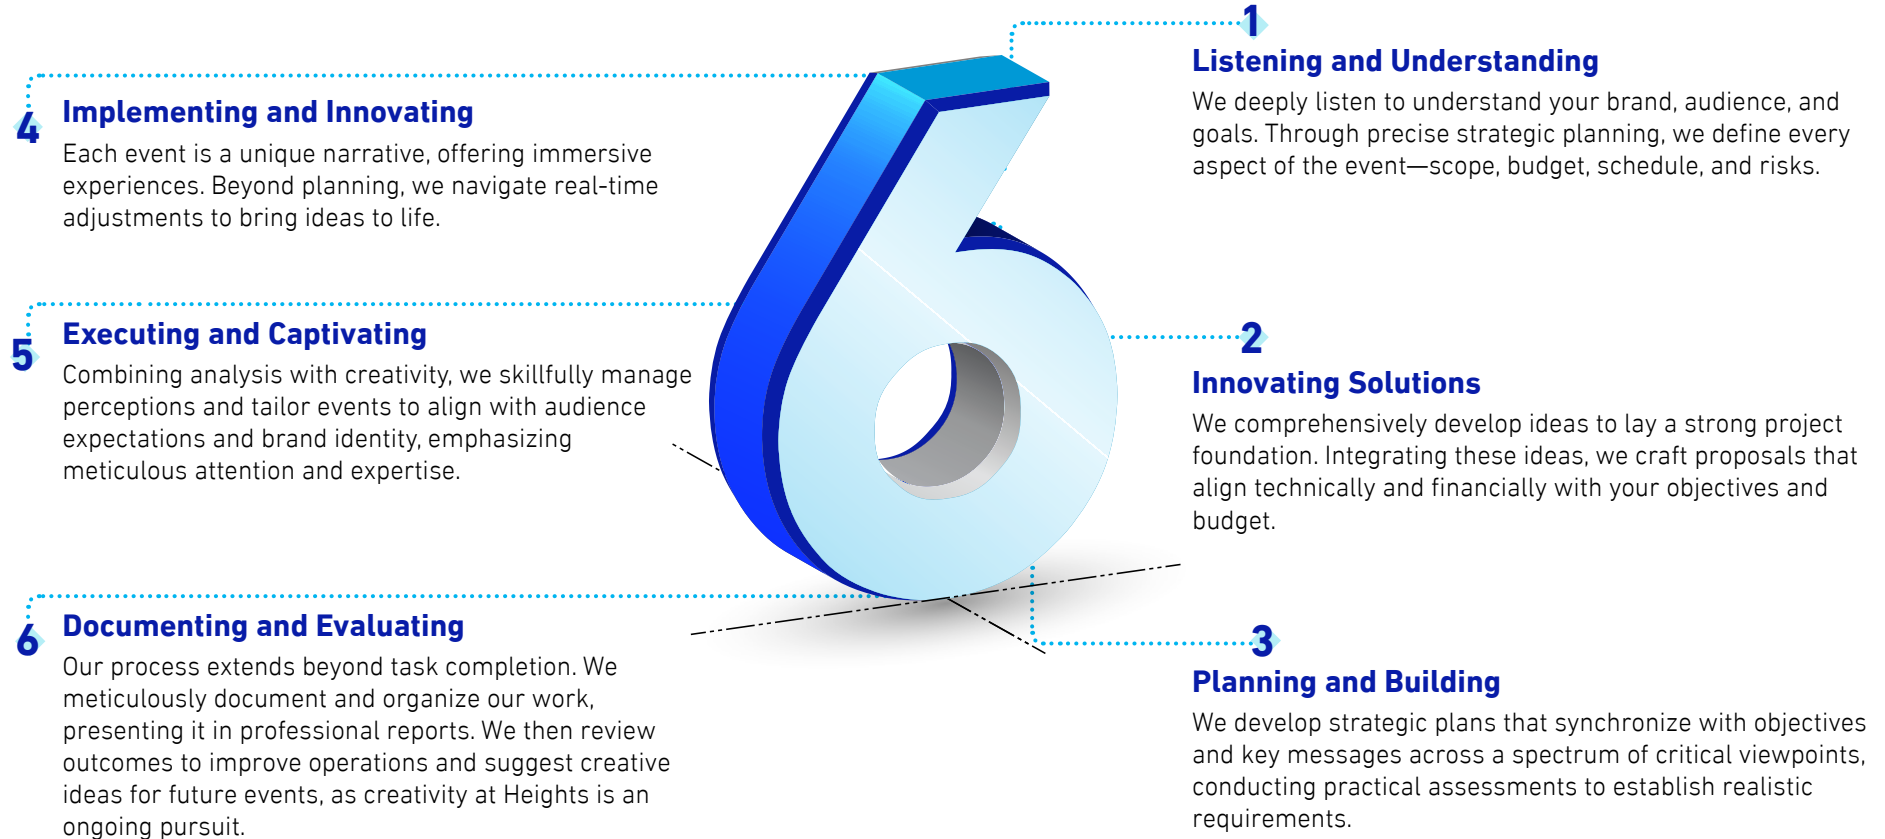 1
Listening and Understanding
We deeply listen to understand your brand, audience, and
goals. Through precise strategic planning, we define every
aspect of the event—scope, budget, schedule, and risks.
2
Innovating Solutions
We comprehensively develop ideas to lay a strong project
foundation. Integrating these ideas, we craft proposals that
align technically and financially with your objectives and
budget.
3
Planning and Building
We develop strategic plans that synchronize with objectives
and key messages across a spectrum of critical viewpoints,
conducting practical assessments to establish realistic
requirements.
4
Implementing and Innovating
Each event is a unique narrative, offering immersive
experiences. Beyond planning, we navigate real-time
adjustments to bring ideas to life.
5
Executing and Captivating
Combining analysis with creativity, we skillfully manage
perceptions and tailor events to align with audience
expectations and brand identity, emphasizing
meticulous attention and expertise.
6
Documenting and Evaluating
Our process extends beyond task completion. We
meticulously document and organize our work,
presenting it in professional reports. We then review
outcomes to improve operations and suggest creative
ideas for future events, as creativity at Heights is an
ongoing pursuit.
6